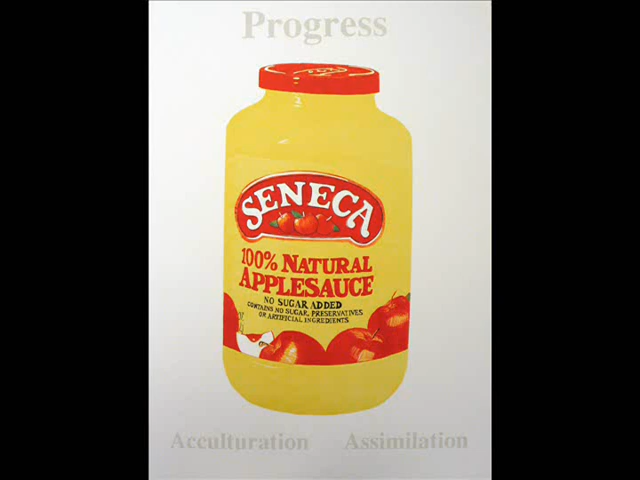 Progress
SENECA
100% NATURAL
APPLESAUCE
NO SUGAR ADDED
CONTAINS NO SUGAR, PRESERVATIVES
OR ARTIFICIAL INGREDIENTS
Acculturation Assimilation